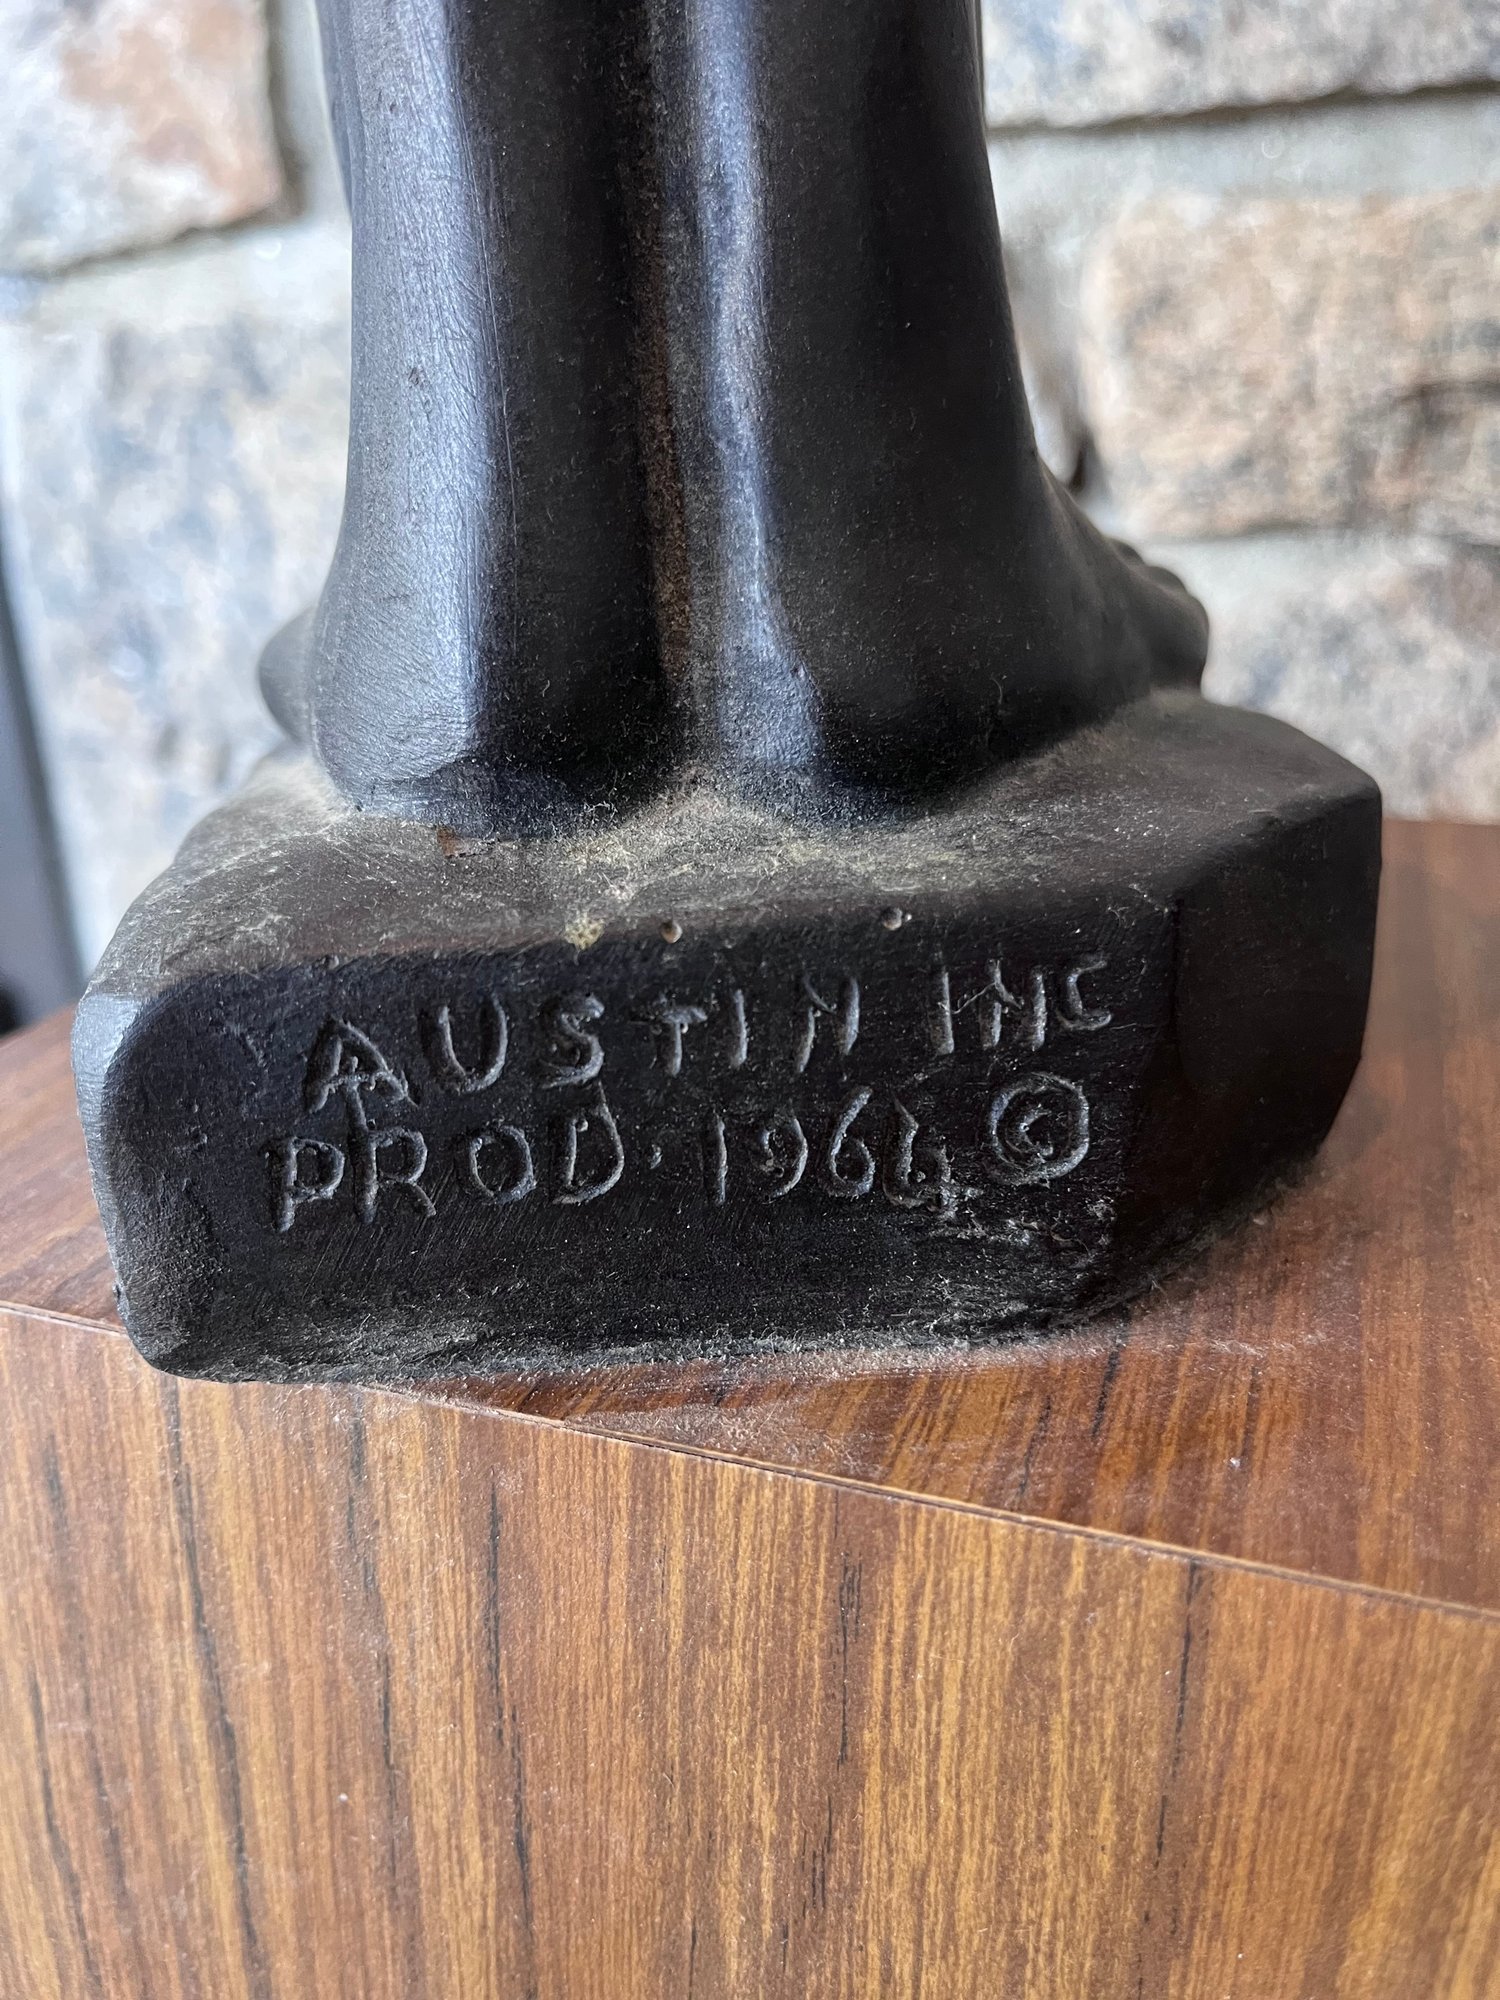 AUSTIN INC
PROD. 1964 ©